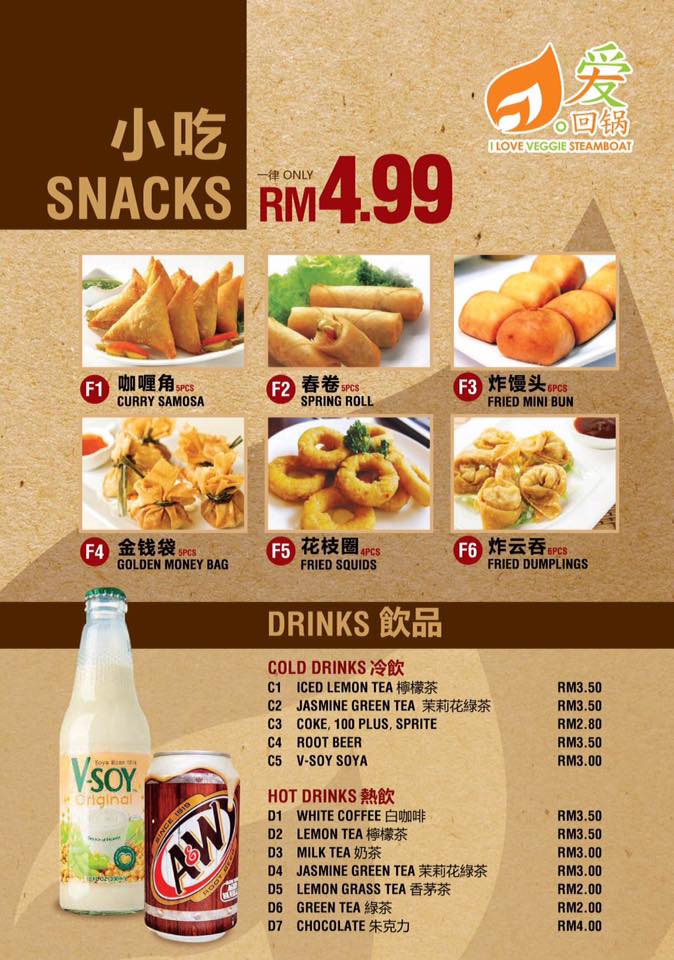 爱
回锅
I LOVE VEGGIE STEAMBOAT
小吃
SNACKS
一律 ONLY
RM4.99
F1 咖喱角 5PCS
CURRY SAMOSA
F2 春卷 5PCS
SPRING ROLL
F3 炸馒头 6PCS
FRIED MINI BUN
F4 金钱袋 5PCS
GOLDEN MONEY BAG
F5 花枝圈 4PCS
FRIED SQUIDS
F6 炸云吞 6PCS
FRIED DUMPLINGS
DRINKS 飲品
COLD DRINKS 冷飲
C1 ICED LEMON TEA 檸檬茶 RM3.50
C2 JASMINE GREEN TEA 茉莉花綠茶 RM3.50
C3 COKE, 100 PLUS, SPRITE RM2.80
C4 ROOT BEER RM3.50
C5 V-SOY SOYA RM3.00
HOT DRINKS 熱飲
D1 WHITE COFFEE 白咖啡 RM3.50
D2 LEMON TEA 檸檬茶 RM3.50
D3 MILK TEA 奶茶 RM3.00
D4 JASMINE GREEN TEA 茉莉花綠茶 RM3.00
D5 LEMON GRASS TEA 香茅茶 RM2.00
D6 GREEN TEA 綠茶 RM2.00
D7 CHOCOLATE 朱克力 RM4.00
Soya Bean Milk
V-SOY
Original
SINCE 1919
A&W
ROOT BEER